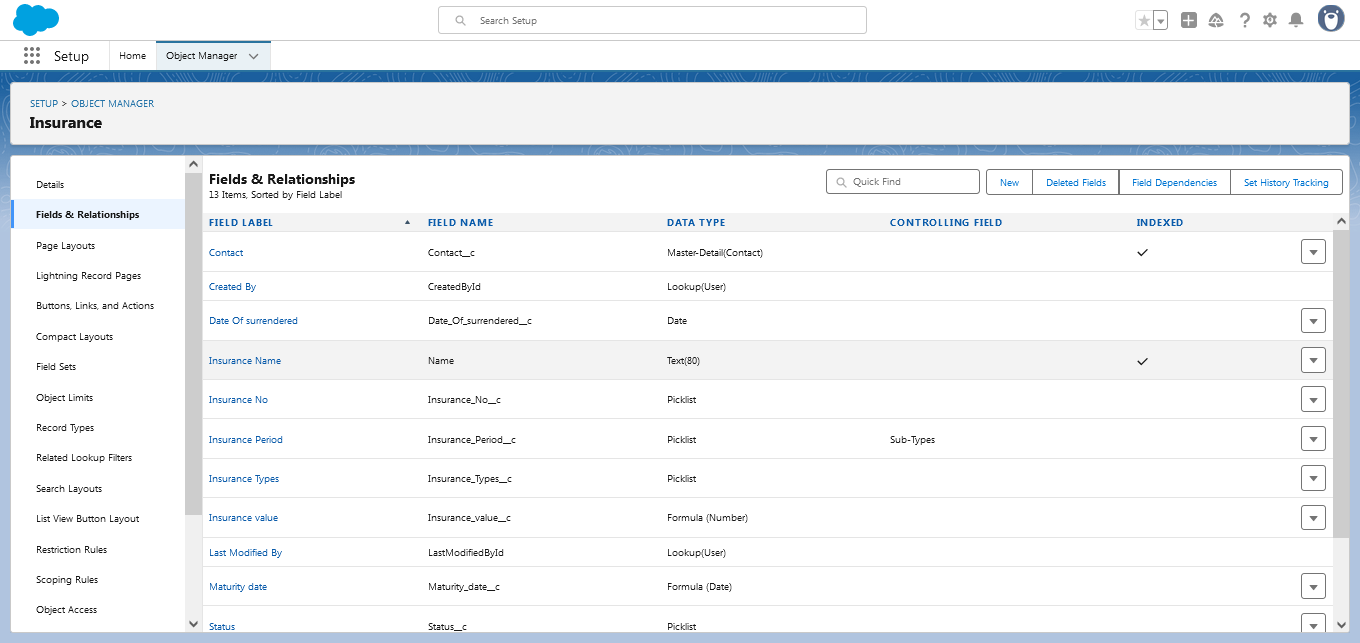 Search Setup
Setup
Home
Object Manager
SETUP > OBJECT MANAGER
Insurance
Details
Fields & Relationships
Page Layouts
Lightning Record Pages
Buttons, Links, and Actions
Compact Layouts
Field Sets
Object Limits
Record Types
Related Lookup Filters
Search Layouts
List View Button Layout
Restriction Rules
Scoping Rules
Object Access
Fields & Relationships
13 Items, Sorted by Field Label
Quick Find
New
Deleted Fields
Field Dependencies
Set History Tracking
FIELD LABEL FIELD NAME DATA TYPE CONTROLLING FIELD INDEXED
Contact Contact__c Master-Detail(Contact)
Created By CreatedById Lookup(User)
Date Of surrendered Date_Of_surrendered__c Date
Insurance Name Name Text(80)
Insurance No Insurance_No__c Picklist
Insurance Period Insurance_Period__c Picklist Sub-Types
Insurance Types Insurance_Types__c Picklist
Insurance value Insurance_value__c Formula (Number)
Last Modified By LastModifiedById Lookup(User)
Maturity date Maturity_date__c Formula (Date)
Status Status__c Picklist